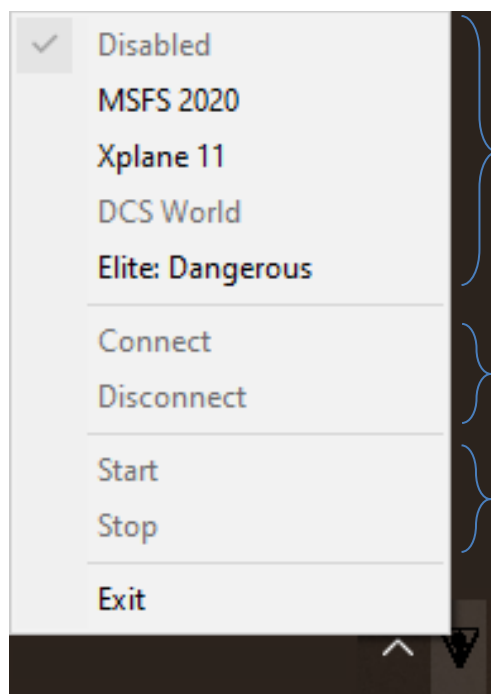 Disabled
MSFS 2020
Xplane 11
DCS World
Elite: Dangerous
Connect
Disconnect
Start
Stop
Exit